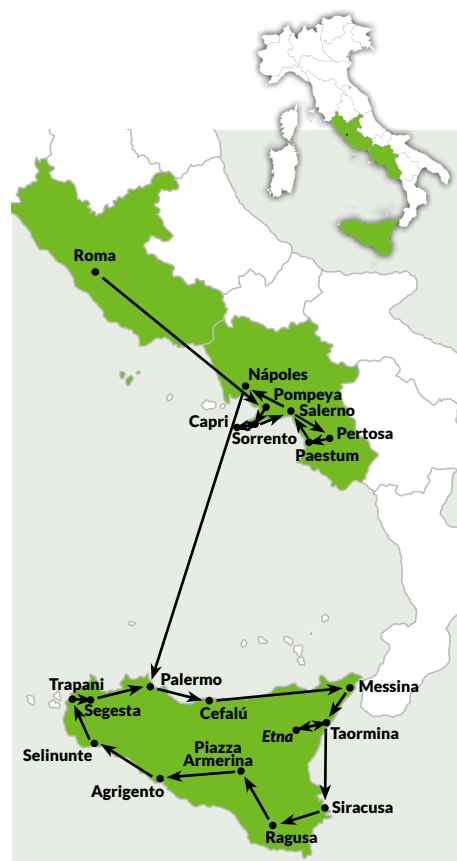 Roma
Nápoles
Pompeya
Salerno
Capri
Sorrento
Pertosa
Paestum
Trapani
Palermo
Messina
Segesta
Cefalú
Etna
Taormina
Selinunte
Piazza
Armerina
Agrigento
Siracusa
Ragusa